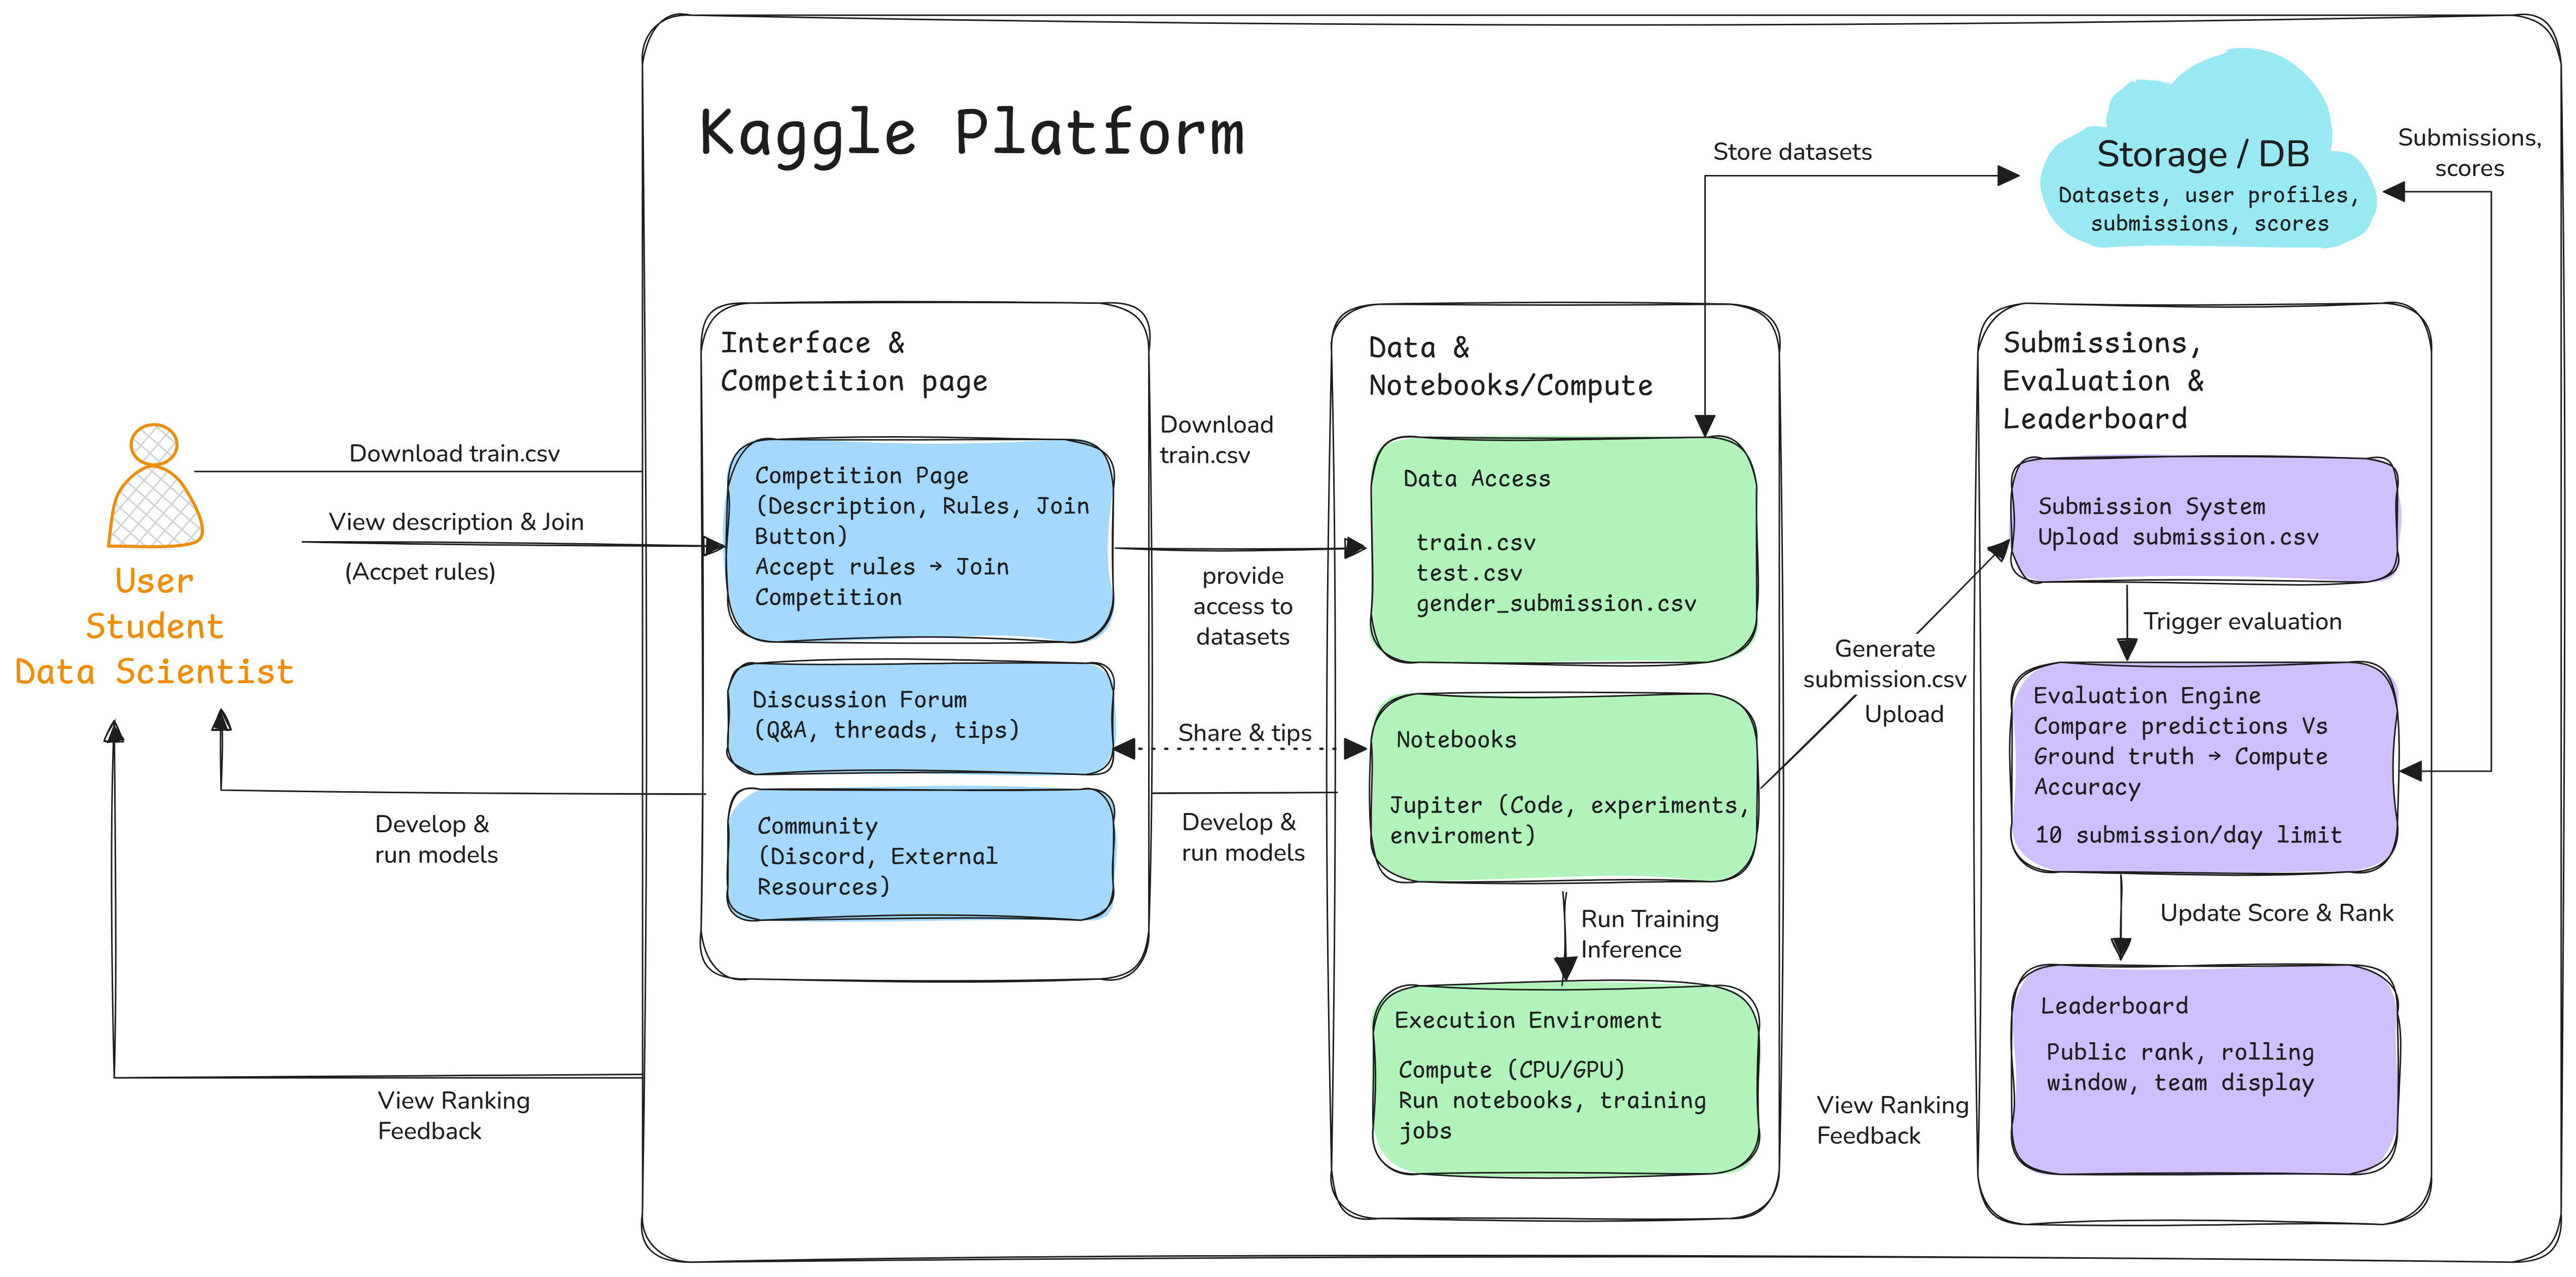 Kaggle Platform
Store datasets
Storage / DB
Datasets, user profiles,
submissions, scores
Submissions,
scores
User
Student
Data Scientist
Download train.csv
View description & Join
(Accpet rules)
Develop &
run models
View Ranking
Feedback
Interface &
Competition page
Competition Page
(Description, Rules, Join
Button)
Accept rules → Join
Competition
Discussion Forum
(Q&A, threads, tips)
Community
(Discord, External
Resources)
Download
train.csv
provide
access to
datasets
Share & tips
Develop &
run models
Data &
Notebooks/Compute
Data Access
train.csv
test.csv
gender_submission.csv
Notebooks
Jupiter (Code, experiments,
enviroment)
Run Training
Inference
Execution Enviroment
Compute (CPU/GPU)
Run notebooks, training
jobs
Generate
submission.csv
Upload
View Ranking
Feedback
Submissions,
Evaluation &
Leaderboard
Submission System
Upload submission.csv
Trigger evaluation
Evaluation Engine
Compare predictions Vs
Ground truth → Compute
Accuracy
10 submission/day limit
Update Score & Rank
Leaderboard
Public rank, rolling
window, team display